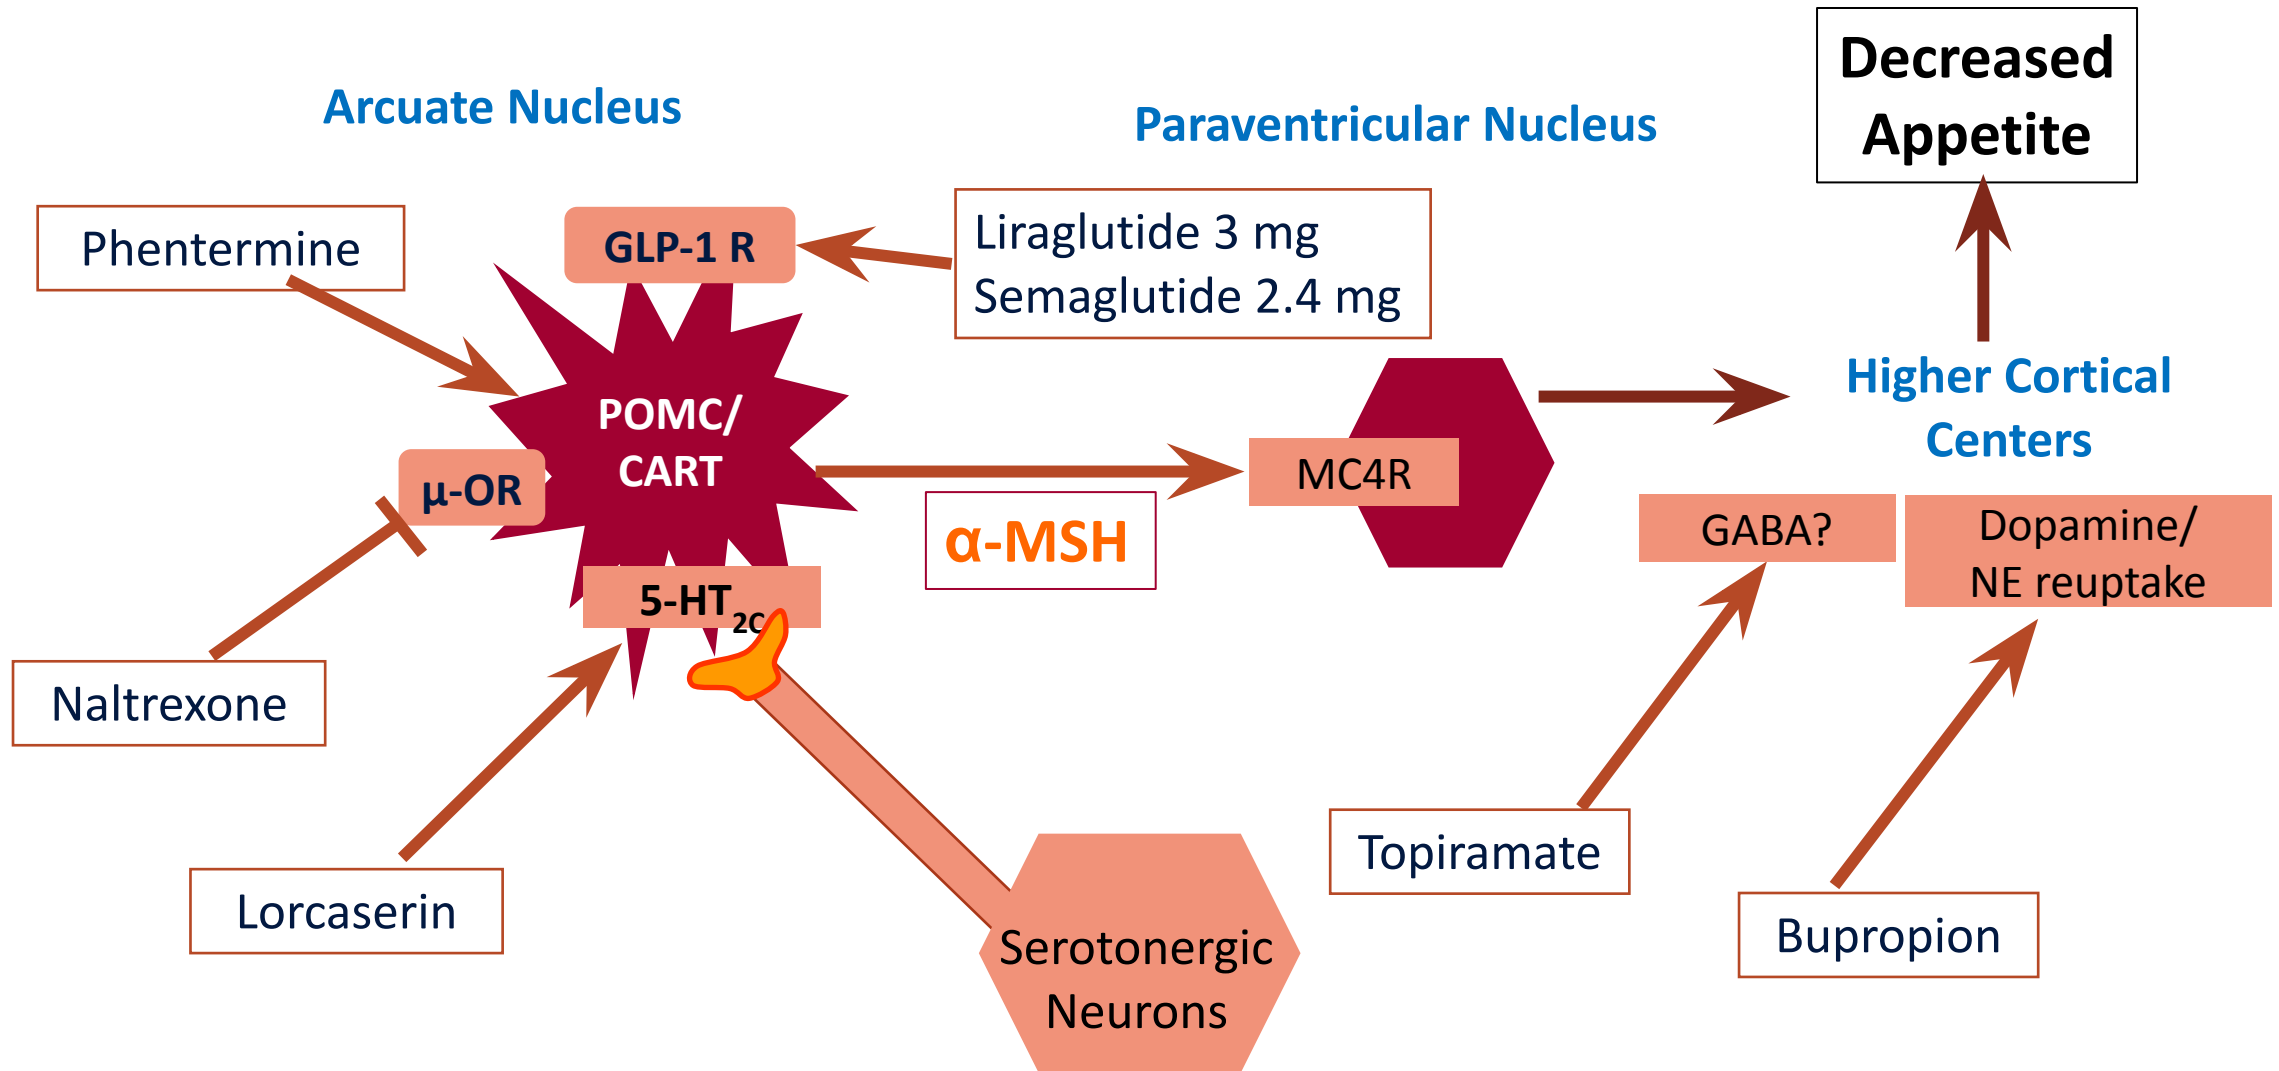 Decreased
Appetite
Arcuate Nucleus
Paraventricular Nucleus
Phentermine
GLP-1 R
Liraglutide 3 mg
Semaglutide 2.4 mg
POMC/
CART
μ-OR
MC4R
α-MSH
Higher Cortical
Centers
GABA?
Dopamine/
NE reuptake
5-HT2C
Naltrexone
Lorcaserin
Serotonergic
Neurons
Topiramate
Bupropion